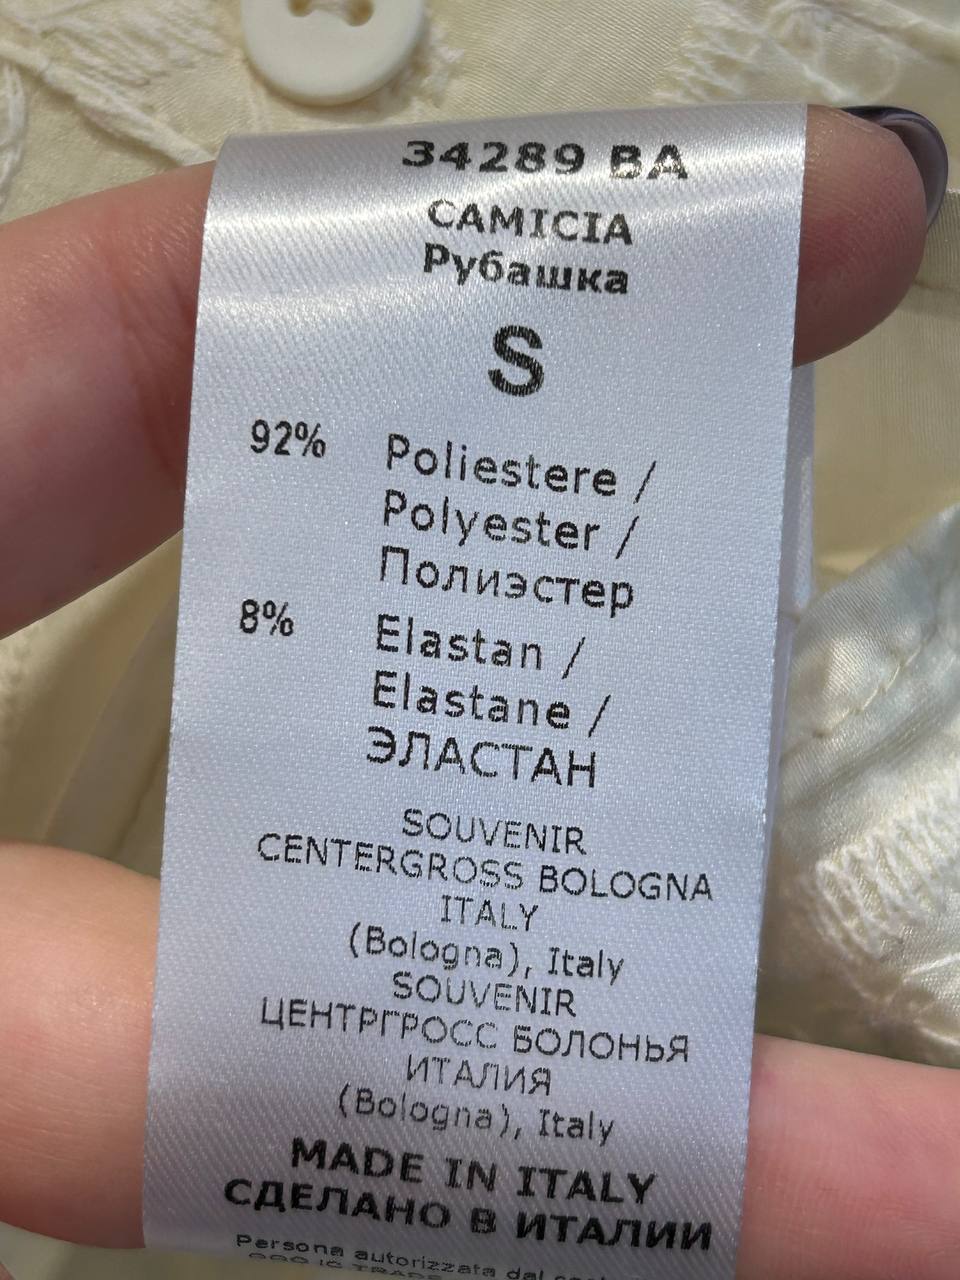 34289 BA
CAMICIA
Рубашка
S
92% Poliestere /
Polyester /
Полиэстер
8% Elastan /
Elastane /
ЭЛАСТАН
SOUVENIR
CENTERGROSS BOLOGNA
ITALY
(Bologna), Italy
SOUVENIR
ЦЕНТРГРОСС БОЛОНЬЯ
ИТАЛИЯ
(Bologna), Italy
MADE IN ITALY
СДЕЛАНО В ИТАЛИИ
Persona autorizzata dal